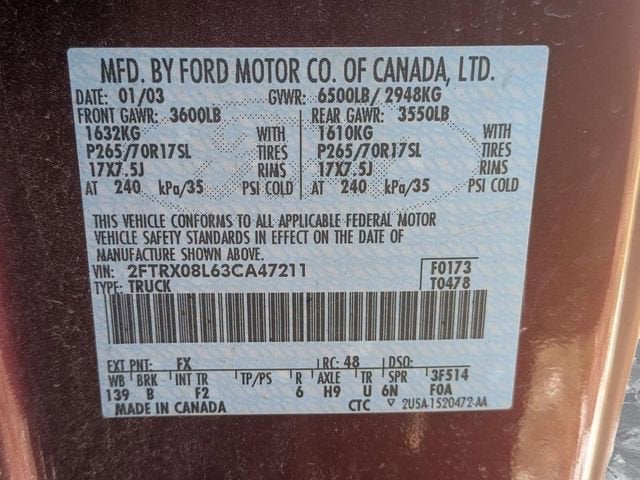 MFD. BY FORD MOTOR CO. OF CANADA, LTD.
DATE: 01/03 GVWR: 6500LB/ 2948KG
FRONT GAWR: 3600LB REAR GAWR: 3550LB
1632KG WITH 1610KG WITH
P265/70R17SL TIRES P265/70R17SL TIRES
17X7.5J RIMS 17X7.5J RIMS
AT 240 kPa/35 PSI COLD AT 240 kPa/35 PSI COLD
THIS VEHICLE CONFORMS TO ALL APPLICABLE FEDERAL MOTOR
VEHICLE SAFETY STANDARDS IN EFFECT ON THE DATE OF
MANUFACTURE SHOWN ABOVE.
VIN: 2FTRX08L63CA47211 F0173
TYPE: TRUCK T0478
EXT PNT: FX RC: 48 DSO:
WB BRK INT TR TP/PS R AXLE TR SPR 3F514
139 B F2 6 H9 U 6N F0A
MADE IN CANADA CTC ▽ 2U5A-1520472-AA